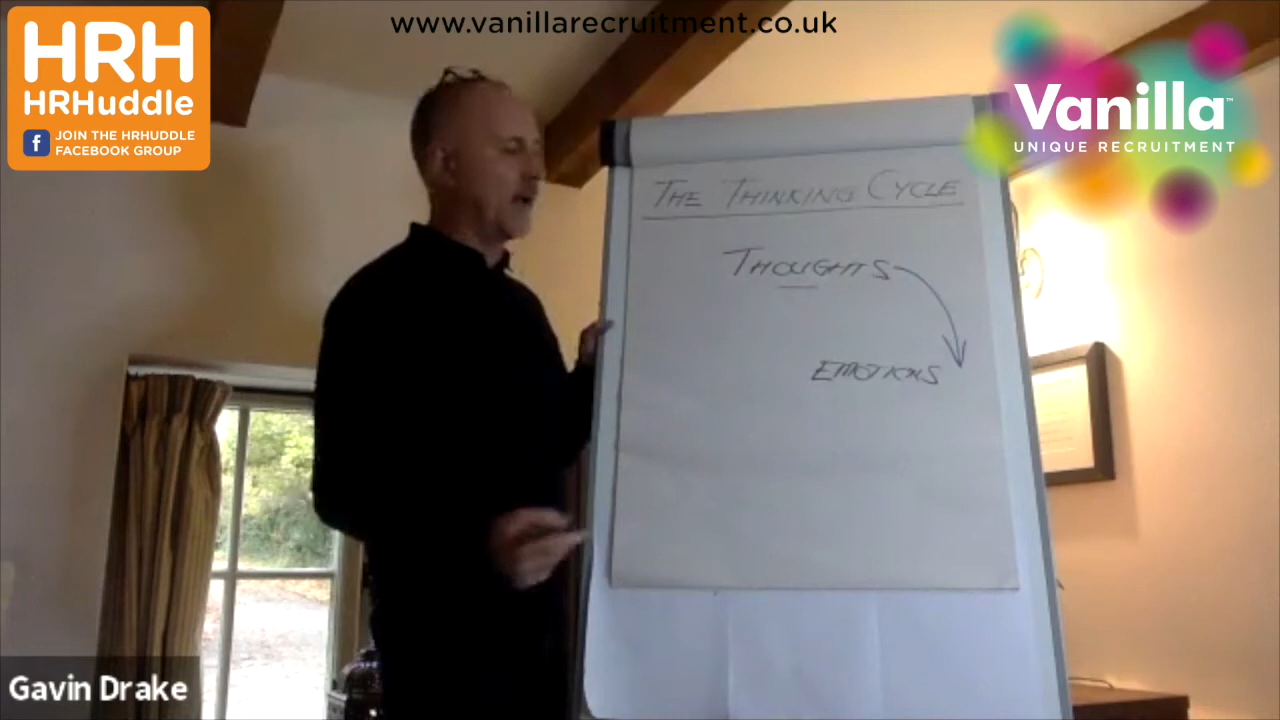 www.vanillarecruitment.co.uk
HRH
HRHuddle
f JOIN THE HRHUDDLE
FACEBOOK GROUP
Vanilla™
UNIQUE RECRUITMENT
THE THINKING CYCLE
THOUGHTS
EMOTIONS
Gavin Drake